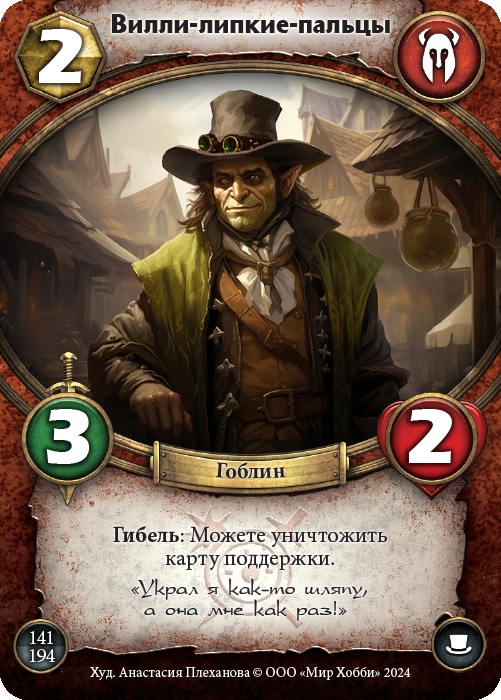 Вилли-липкие-пальцы
2
3
2
Гоблин
Гибель: Можете уничтожить
карту поддержки.
«Украл я как-то шляпу,
а она мне как раз!»
141
194
Худ. Анастасия Плеханова © ООО «Мир Хобби» 2024